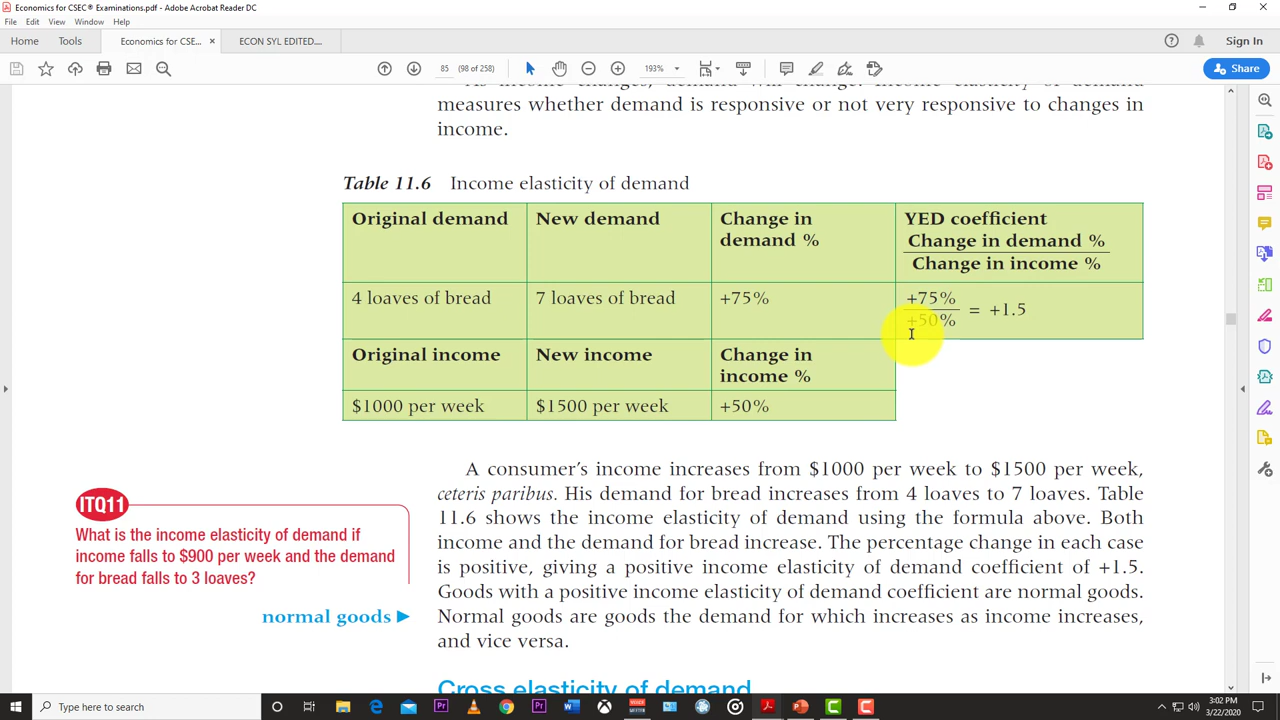 Economics for CSEC® Examinations.pdf - Adobe Acrobat Reader DC
File Edit View Window Help
Home Tools Economics for CSE... × ECON SYL EDITED.... Sign In
85 (98 of 258) 193% Share
measures whether demand is responsive or not very responsive to changes in
income.
Table 11.6 Income elasticity of demand
Original demand New demand Change in demand % YED coefficient
Change in demand %
Change in income %
4 loaves of bread 7 loaves of bread +75% +75%
+50% = +1.5
Original income New income Change in income %
$1000 per week $1500 per week +50%
A consumer's income increases from $1000 per week to $1500 per week,
ceteris paribus. His demand for bread increases from 4 loaves to 7 loaves. Table
11.6 shows the income elasticity of demand using the formula above. Both
income and the demand for bread increase. The percentage change in each case
is positive, giving a positive income elasticity of demand coefficient of +1.5.
Goods with a positive income elasticity of demand coefficient are normal goods.
Normal goods are goods the demand for which increases as income increases,
and vice versa.
ITQ11
What is the income elasticity of demand if
income falls to $900 per week and the demand
for bread falls to 3 loaves?
normal goods ►
Cross elasticity of demand
Type here to search
3:02 PM
3/22/2020